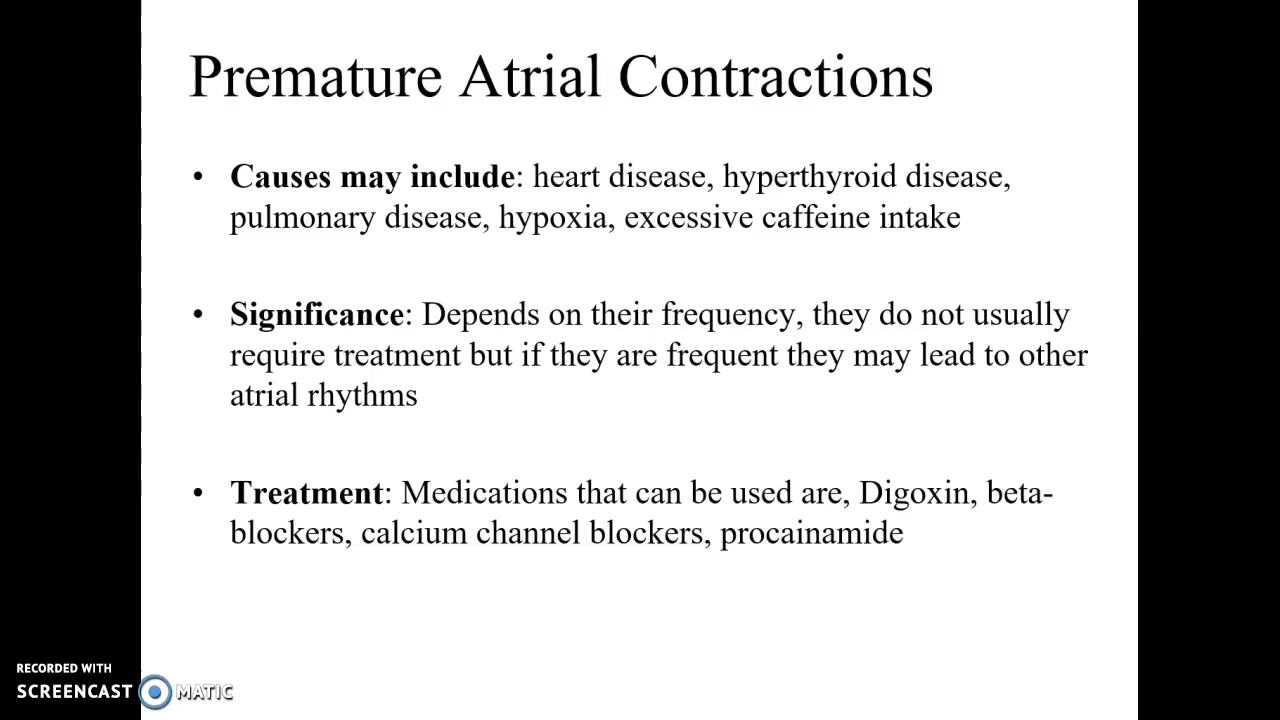 Premature Atrial Contractions
• Causes may include: heart disease, hyperthyroid disease,
pulmonary disease, hypoxia, excessive caffeine intake
• Significance: Depends on their frequency, they do not usually
require treatment but if they are frequent they may lead to other
atrial rhythms
• Treatment: Medications that can be used are, Digoxin, beta-
blockers, calcium channel blockers, procainamide
RECORDED WITH
SCREENCAST MATIC